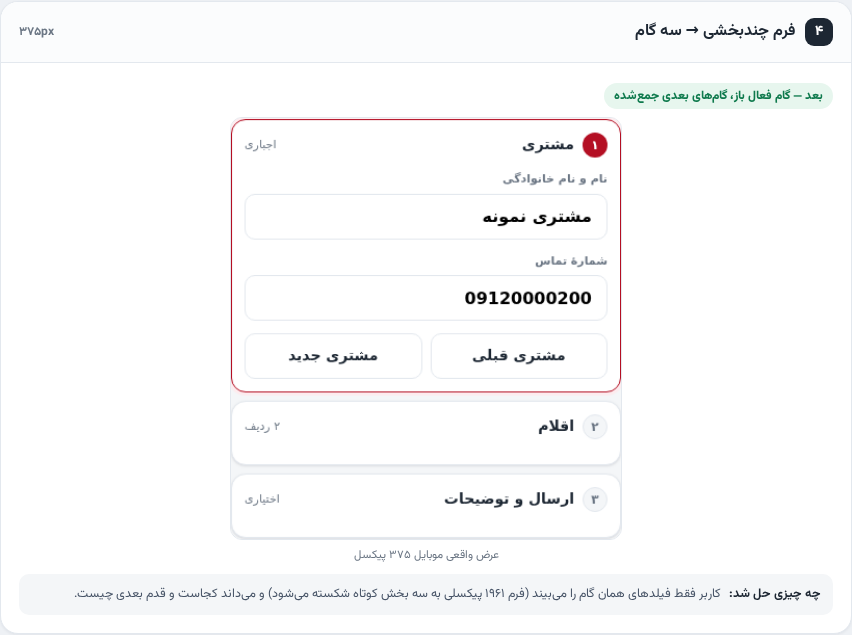 ۴ فرم چندبخشی → سه گام
۳۷۵px
بعد — گام فعال باز، گام‌های بعدی جمع‌شده
۱ مشتری اجباری
نام و نام خانوادگی
مشتری نمونه
شمارهٔ تماس
09120000200
مشتری قبلی مشتری جدید
۲ اقلام ۲ ردیف
۳ ارسال و توضیحات اختیاری
عرض واقعی موبایل ۳۷۵ پیکسل
چه چیزی حل شد: کاربر فقط فیلدهای همان گام را می‌بیند (فرم ۱۹۶۱ پیکسلی به سه بخش کوتاه شکسته می‌شود) و می‌داند کجاست و قدم بعدی چیست.